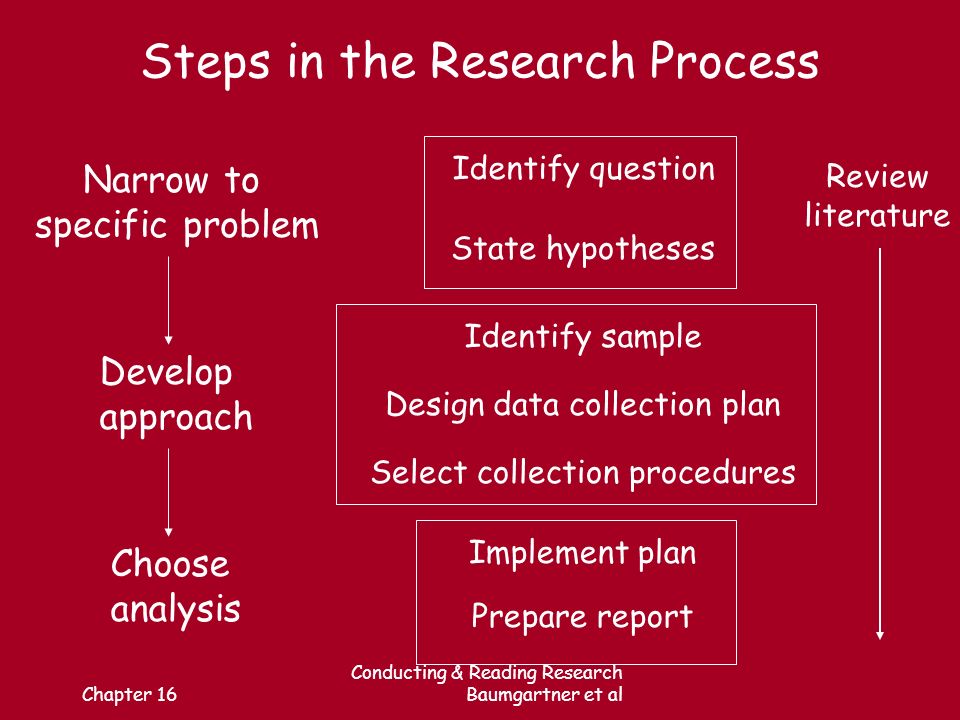 Steps in the Research Process
Narrow to
specific problem
Develop
approach
Choose
analysis
Identify question
State hypotheses
Identify sample
Design data collection plan
Select collection procedures
Implement plan
Prepare report
Review
literature
Chapter 16
Conducting & Reading Research
Baumgartner et al